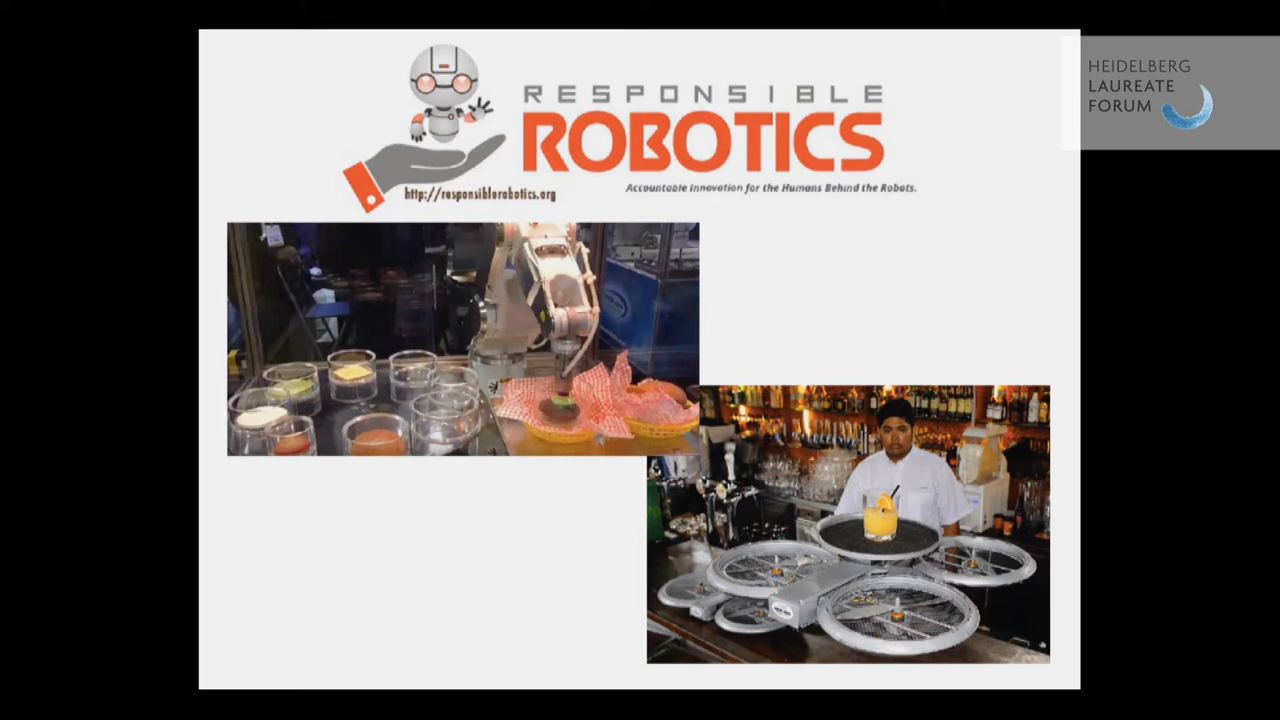 RESPONSIBLE
ROBOTICS
http://responsiblerobotics.org
Accountable Innovation for the Humans Behind the Robots.
HEIDELBERG
LAUREATE
FORUM